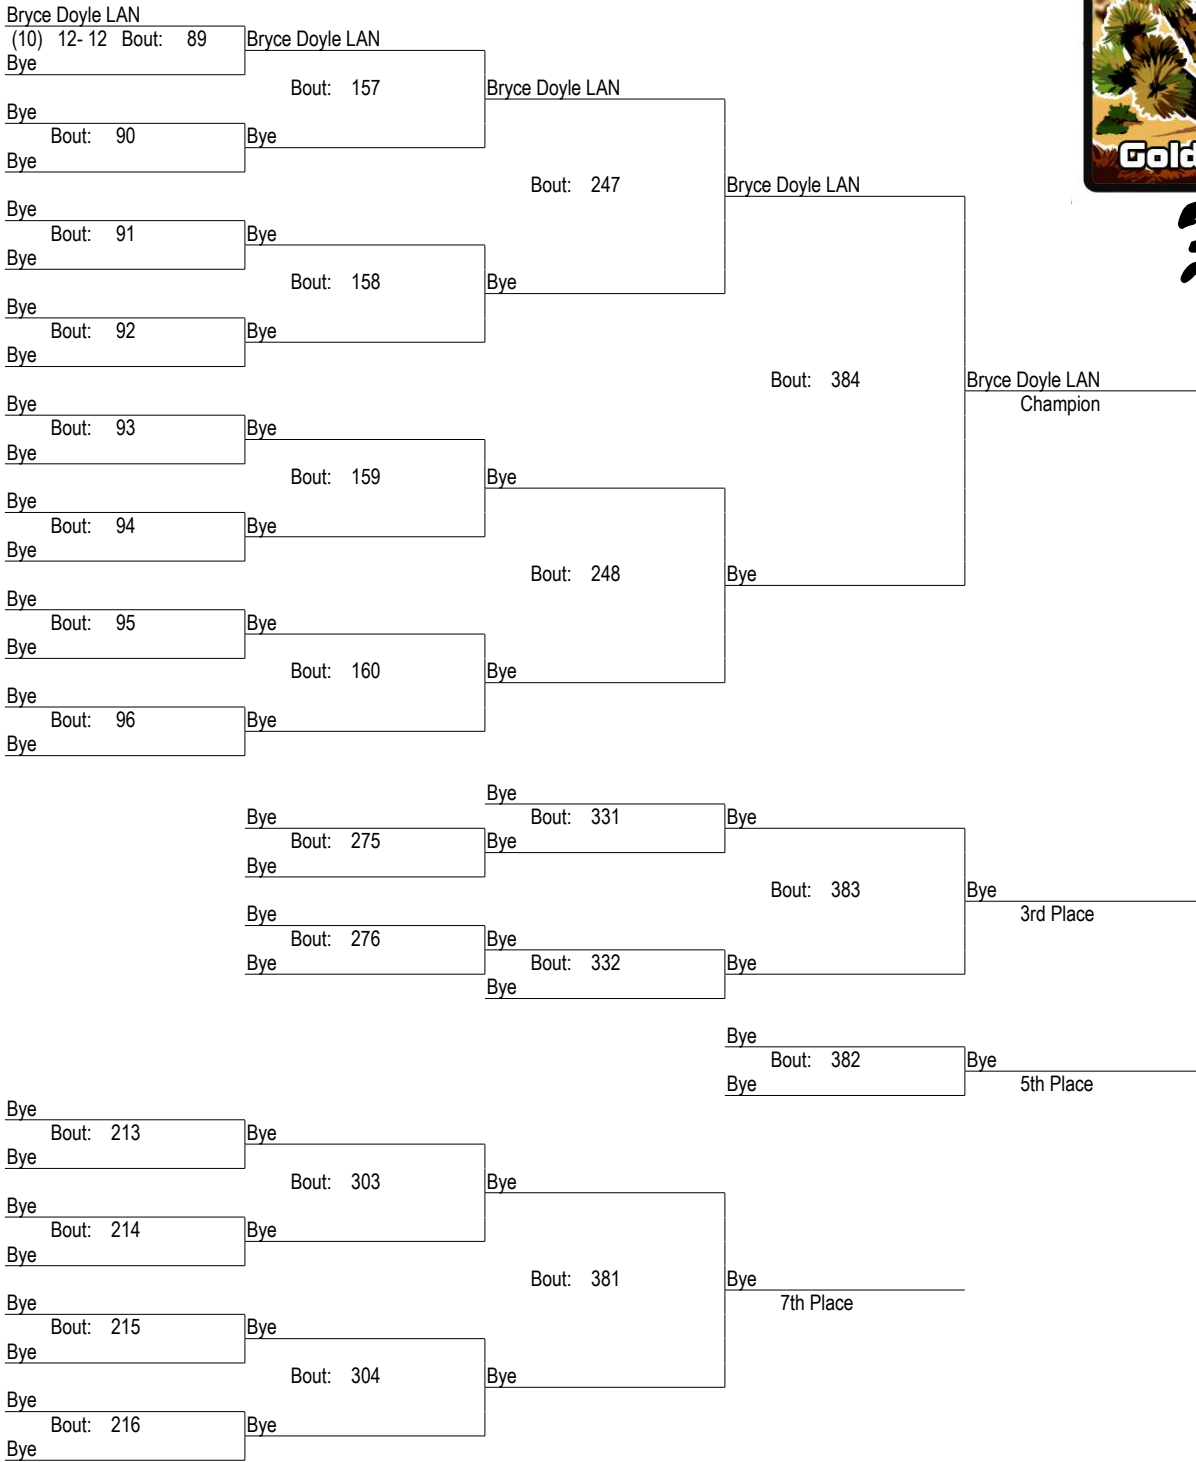 Bryce Doyle LAN
(10) 12- 12 Bout: 89 Bryce Doyle LAN
Bye
Bout: 157 Bryce Doyle LAN
Bye
Bout: 90 Bye
Bye
Bout: 247 Bryce Doyle LAN
Bye
Bout: 91 Bye
Bye
Bout: 158 Bye
Bye
Bout: 92 Bye
Bye
Bout: 384 Bryce Doyle LAN
Champion
Bye
Bout: 93 Bye
Bye
Bout: 159 Bye
Bye
Bout: 94 Bye
Bye
Bout: 248 Bye
Bye
Bout: 95 Bye
Bye
Bout: 160 Bye
Bye
Bout: 96 Bye
Bye
Bye
Bye Bout: 331 Bye
Bout: 275 Bye
Bye
Bout: 383 Bye
3rd Place
Bye
Bout: 276 Bye
Bye Bout: 332 Bye
Bye
Bye
Bout: 382 Bye
Bye 5th Place
Bye
Bout: 213 Bye
Bye
Bout: 303 Bye
Bye
Bout: 214 Bye
Bye
Bout: 381 Bye
7th Place
Bye
Bout: 215 Bye
Bye
Bout: 304 Bye
Bye
Bout: 216 Bye
Bye
Gold